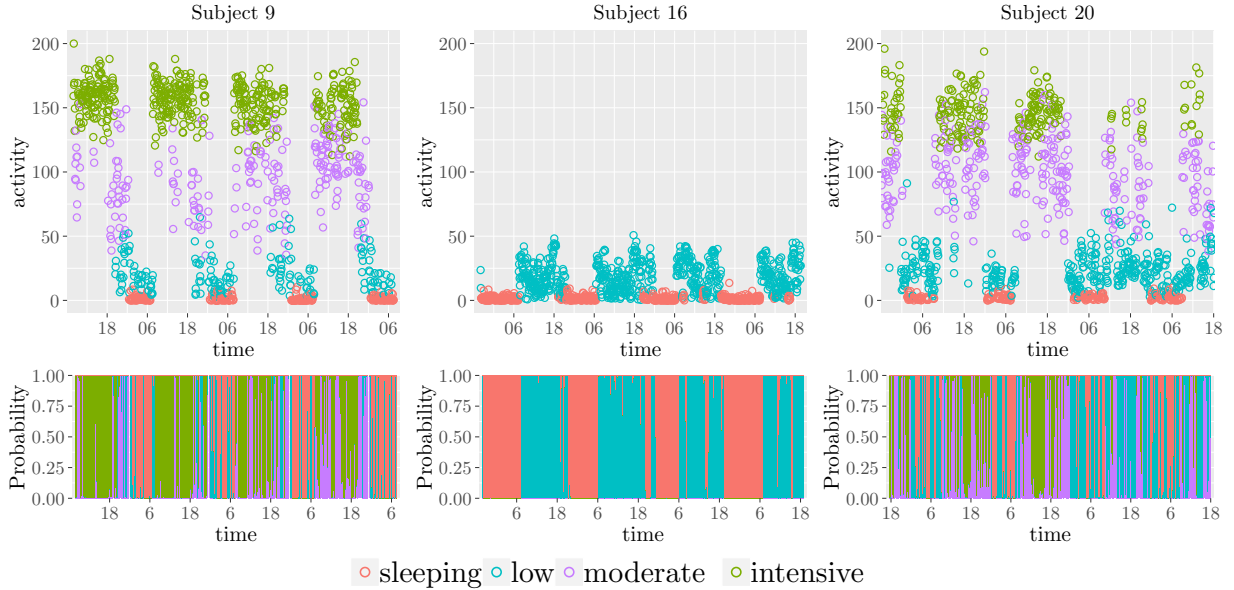 Subject 9 Subject 16 Subject 20
200 200 200
150 150 150
activity activity activity
100 100 100
50 50 50
0 0 0
18 06 18 06 18 06 18 06 06 18 06 18 06 18 06 18 06 18 06 18 06 18 06 18 06 18
time time time
1.00 1.00 1.00
0.75 0.75 0.75
Probability Probability Probability
0.50 0.50 0.50
0.25 0.25 0.25
0.00 0.00 0.00
18 6 18 6 18 6 18 6 6 18 6 18 6 18 6 18 18 6 18 6 18 6 18 6 18
time time time
sleeping low moderate intensive